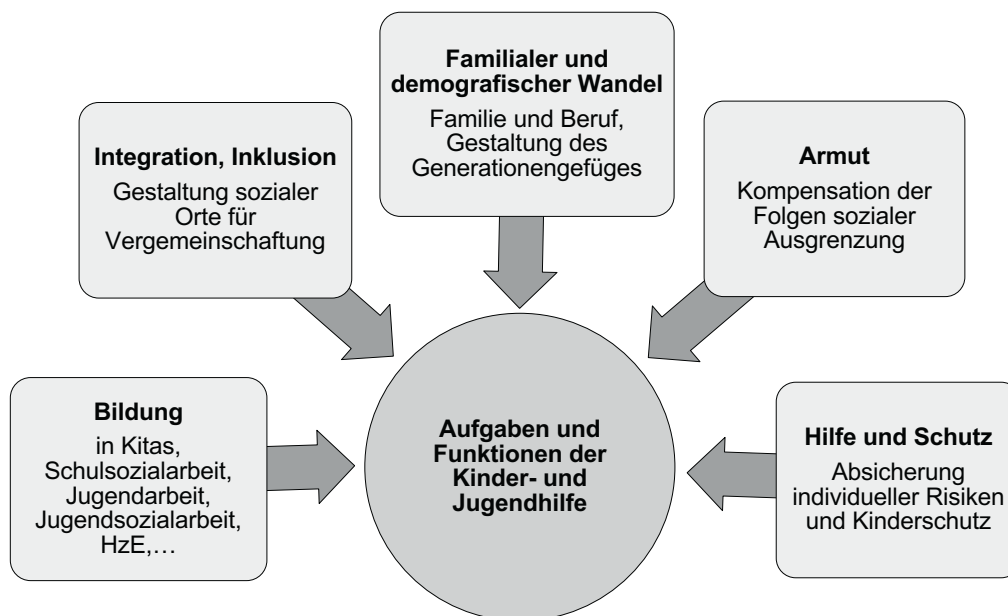 Familialer und
demografischer Wandel
Familie und Beruf,
Gestaltung des
Generationengefüges
Integration, Inklusion
Gestaltung sozialer
Orte für
Vergemeinschaftung
Armut
Kompensation der
Folgen sozialer
Ausgrenzung
Bildung
in Kitas,
Schulsozialarbeit,
Jugendarbeit,
Jugendsozialarbeit,
HzE,…
Aufgaben und
Funktionen der
Kinder- und
Jugendhilfe
Hilfe und Schutz
Absicherung
individueller Risiken
und Kinderschutz